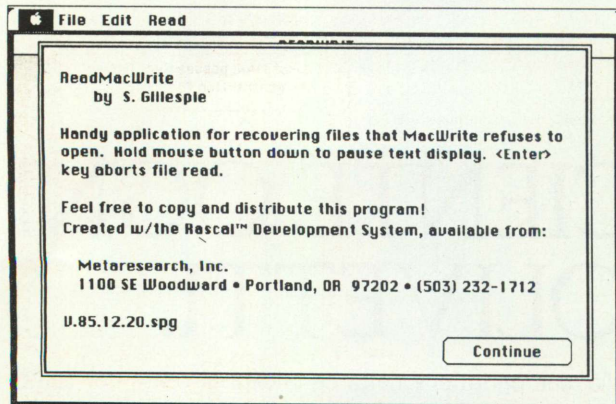 File Edit Read
ReadMacWrite
by S. Gillespie
Handy application for recovering files that MacWrite refuses to
open. Hold mouse button down to pause text display. <Enter>
key aborts file read.
Feel free to copy and distribute this program!
Created w/the Rascal™ Development System, available from:
Metaresearch, Inc.
1100 SE Woodward • Portland, OR 97202 • (503) 232-1712
V.85.12.20.spg
Continue